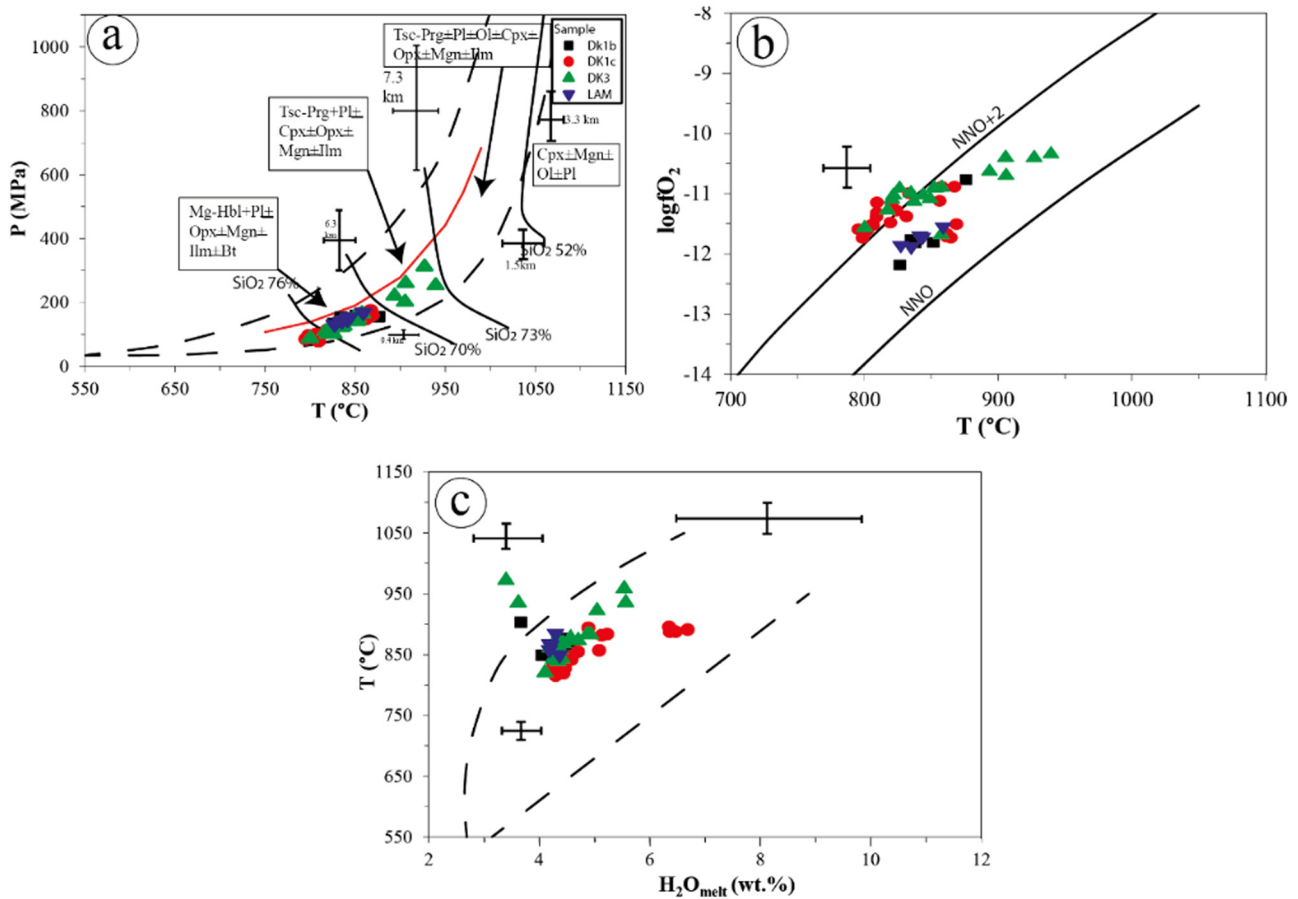 a
1000
800
600
400
200
0
P (MPa)
550
650
750
850
950
1050
1150
T (°C)
Tsc-Prg±Pl±Ol±Cpx±
Opx±Mgn±Ilm
7.3
km
Sample
Dk1b
DK1c
DK3
LAM
3.3 km
Tsc-Prg+Pl±
Cpx±Opx±
Mgn±Ilm
Cpx±Mgn±
Ol±Pl
Mg-Hbl+Pl±
Opx±Mgn±
Ilm±Bt
6.3
km
1.5km
SiO2 52%
SiO2 76%
SiO2 73%
SiO2 70%
b
-8
-9
-10
-11
-12
-13
-14
logfO2
NNO+2
NNO
700
800
900
1000
1100
T (°C)
c
1150
1050
950
850
750
650
550
T (°C)
2
4
6
8
10
12
H2Omelt (wt.%)